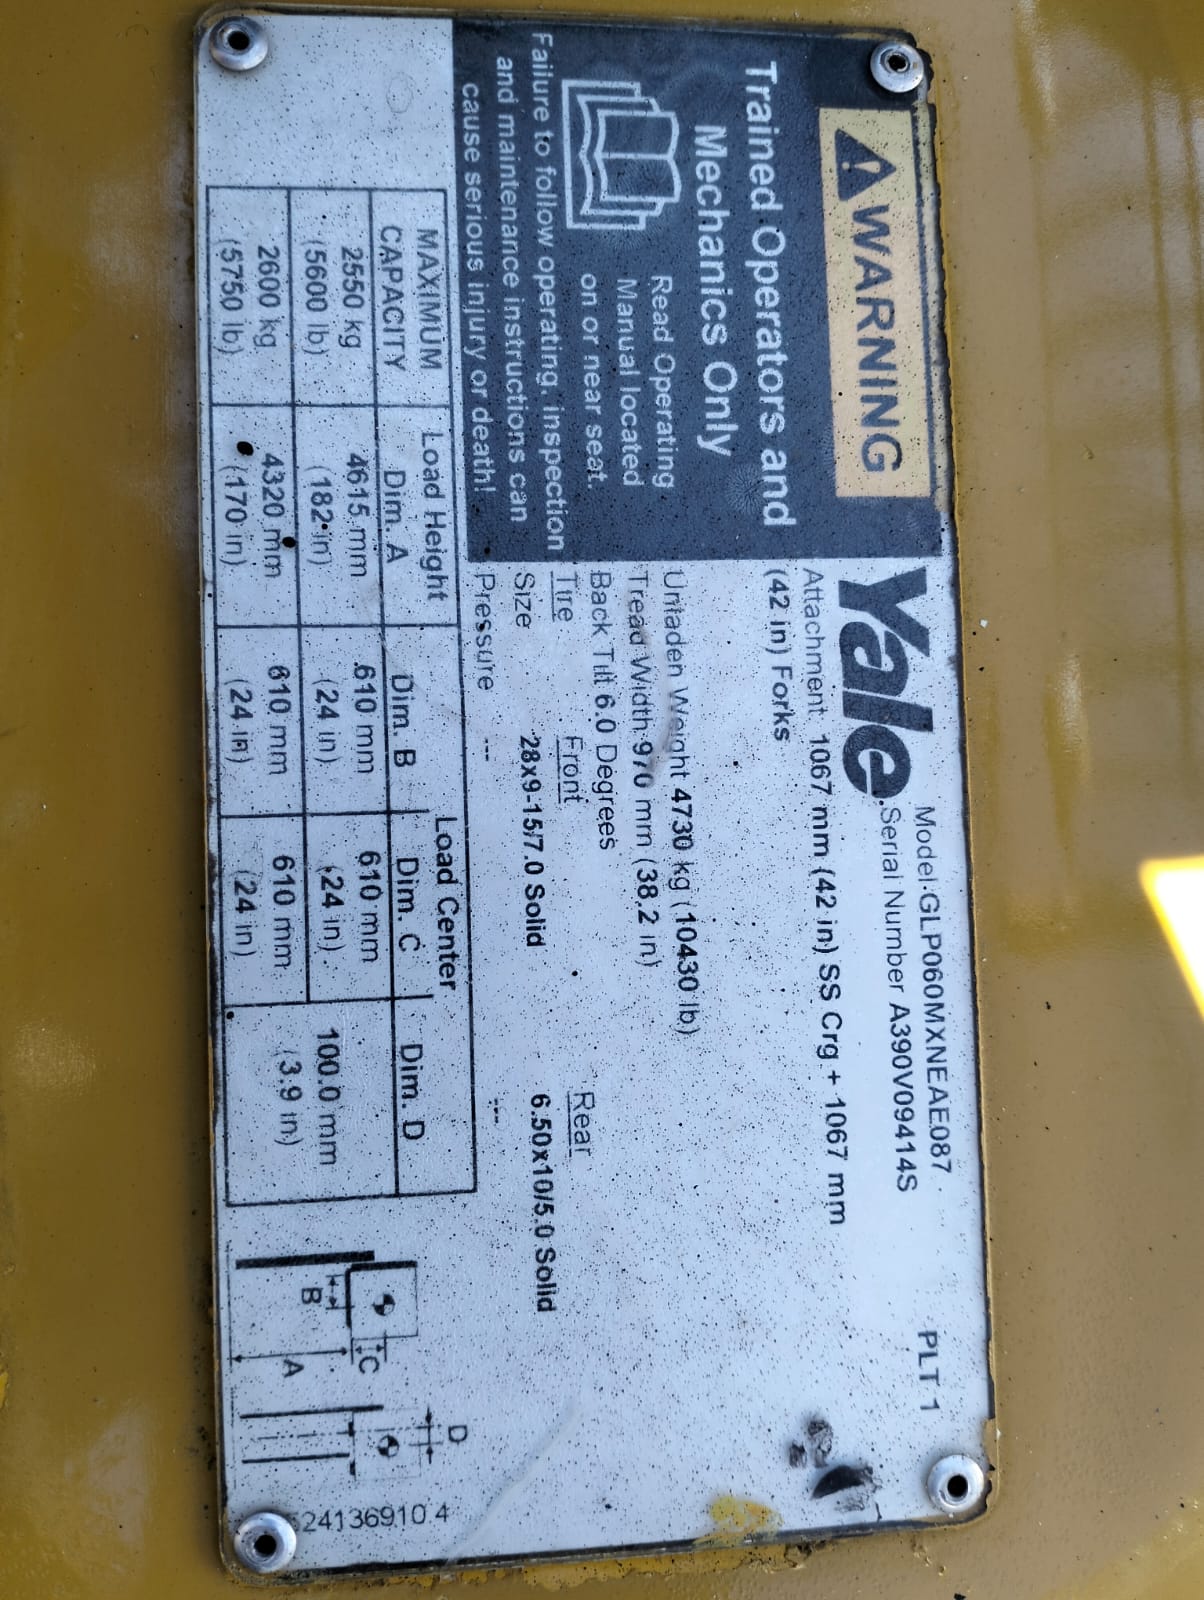 WARNING
Trained Operators and
Mechanics Only
Read Operating
Manual located
on or near seat.
Failure to follow operating, inspection
and maintenance instructions can
cause serious injury or death!
Yale
Model GLP060MXNEAE087
PLT 1
Serial Number A390V09414S
Attachment 1067 mm (42 in) SS Crg + 1067 mm
(42 in) Forks
Unladen Weight 4730 kg (10430 lb)
Tread Width 970 mm (38.2 in)
Back Tilt 6.0 Degrees
Tire Front Rear
Size 28x9-15/7.0 Solid 6.50x10/5.0 Solid
Pressure --- ---
MAXIMUM Load Height Load Center
CAPACITY Dim. A Dim. B Dim. C Dim. D
2550 kg 4615 mm 610 mm 610 mm
(5600 lb) (182 in) (24 in) (24 in)
100.0 mm
(3.9 in)
2600 kg 4320 mm 610 mm 610 mm
(5750 lb) (170 in) (24 in) (24 in)
D
C
B
A
524136910 4